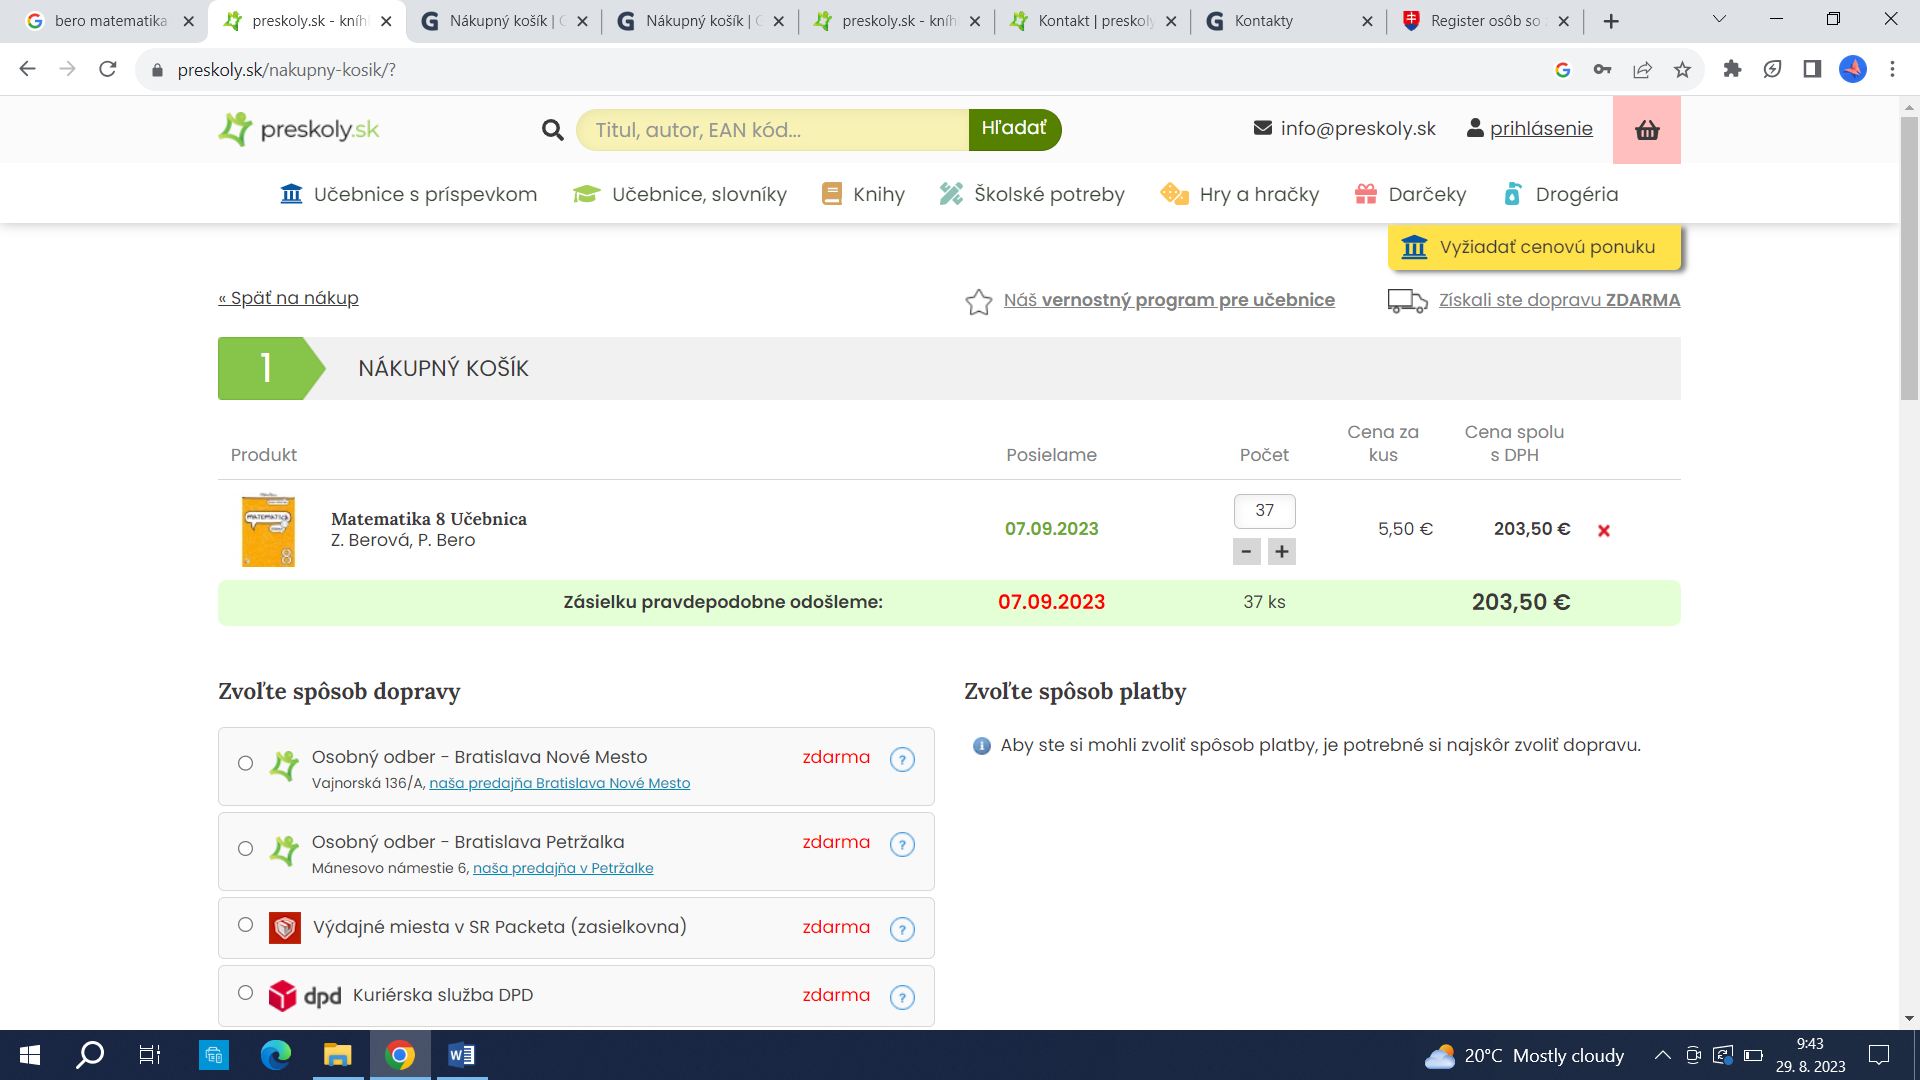 bero matematika
preskoly.sk - kníh
Nákupný košík |
Nákupný košík |
preskoly.sk - kníh
Kontakt | preskoly
Kontakty
Register osôb so
preskoly.sk/nakupny-kosik/?
preskoly.sk
Titul, autor, EAN kód...
Hľadať
info@preskoly.sk
prihlásenie
Učebnice s príspevkom
Učebnice, slovníky
Knihy
Školské potreby
Hry a hračky
Darčeky
Drogéria
Vyžiadať cenovú ponuku
« Späť na nákup
Náš vernostný program pre učebnice
Získali ste dopravu ZDARMA
1
NÁKUPNÝ KOŠÍK
Produkt
Posielame
Počet
Cena za
kus
Cena spolu
s DPH
MATEMATICA
8
Matematika 8 Učebnica
Z. Berová, P. Bero
07.09.2023
37
- +
5,50 €
203,50 €
Zásielku pravdepodobne odošleme:
07.09.2023
37 ks
203,50 €
Zvoľte spôsob dopravy
Zvoľte spôsob platby
Aby ste si mohli zvoliť spôsob platby, je potrebné si najskôr zvoliť dopravu.
Osobný odber - Bratislava Nové Mesto
zdarma
?
Vajnorská 136/A, naša predajňa Bratislava Nové Mesto
Osobný odber - Bratislava Petržalka
zdarma
?
Mánesovo námestie 6, naša predajňa v Petržalke
Výdajné miesta v SR Packeta (zasielkovna)
zdarma
?
dpd
Kuriérska služba DPD
zdarma
?
20°C Mostly cloudy
9:43
29. 8. 2023